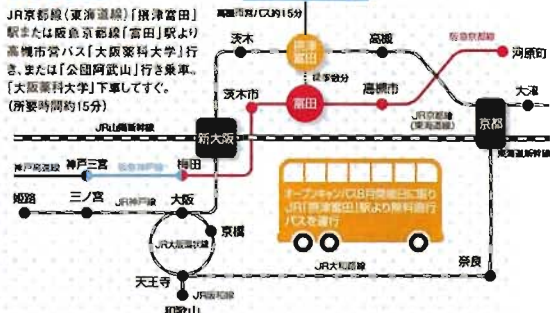 JR京都線(東海道線)「摂津富田」
駅または阪急京都線「富田」駅より
高槻市営バス「大阪薬科大学」行
き、または「公団阿武山」行き乗車。
「大阪薬科大学」下車してすぐ。
(所要時間約15分)
高槻市営バス約15分
茨木
摂津
富田
高槻
阪急京都線
河原町
徒歩数分
茨木市
富田
高槻市
大津
JR京都線
(東海道線)
京都
JR山陽新幹線
新大阪
東海道新幹線
神戸高速線
神戸三宮
阪急神戸線
梅田
オープンキャンパス8月開催日に限り
JR「摂津富田」駅より無料直行
バスを運行
姫路
三ノ宮
JR神戸線
大阪
京橋
JR大阪環状線
JR大和路線
奈良
天王寺
JR阪和線
和歌山